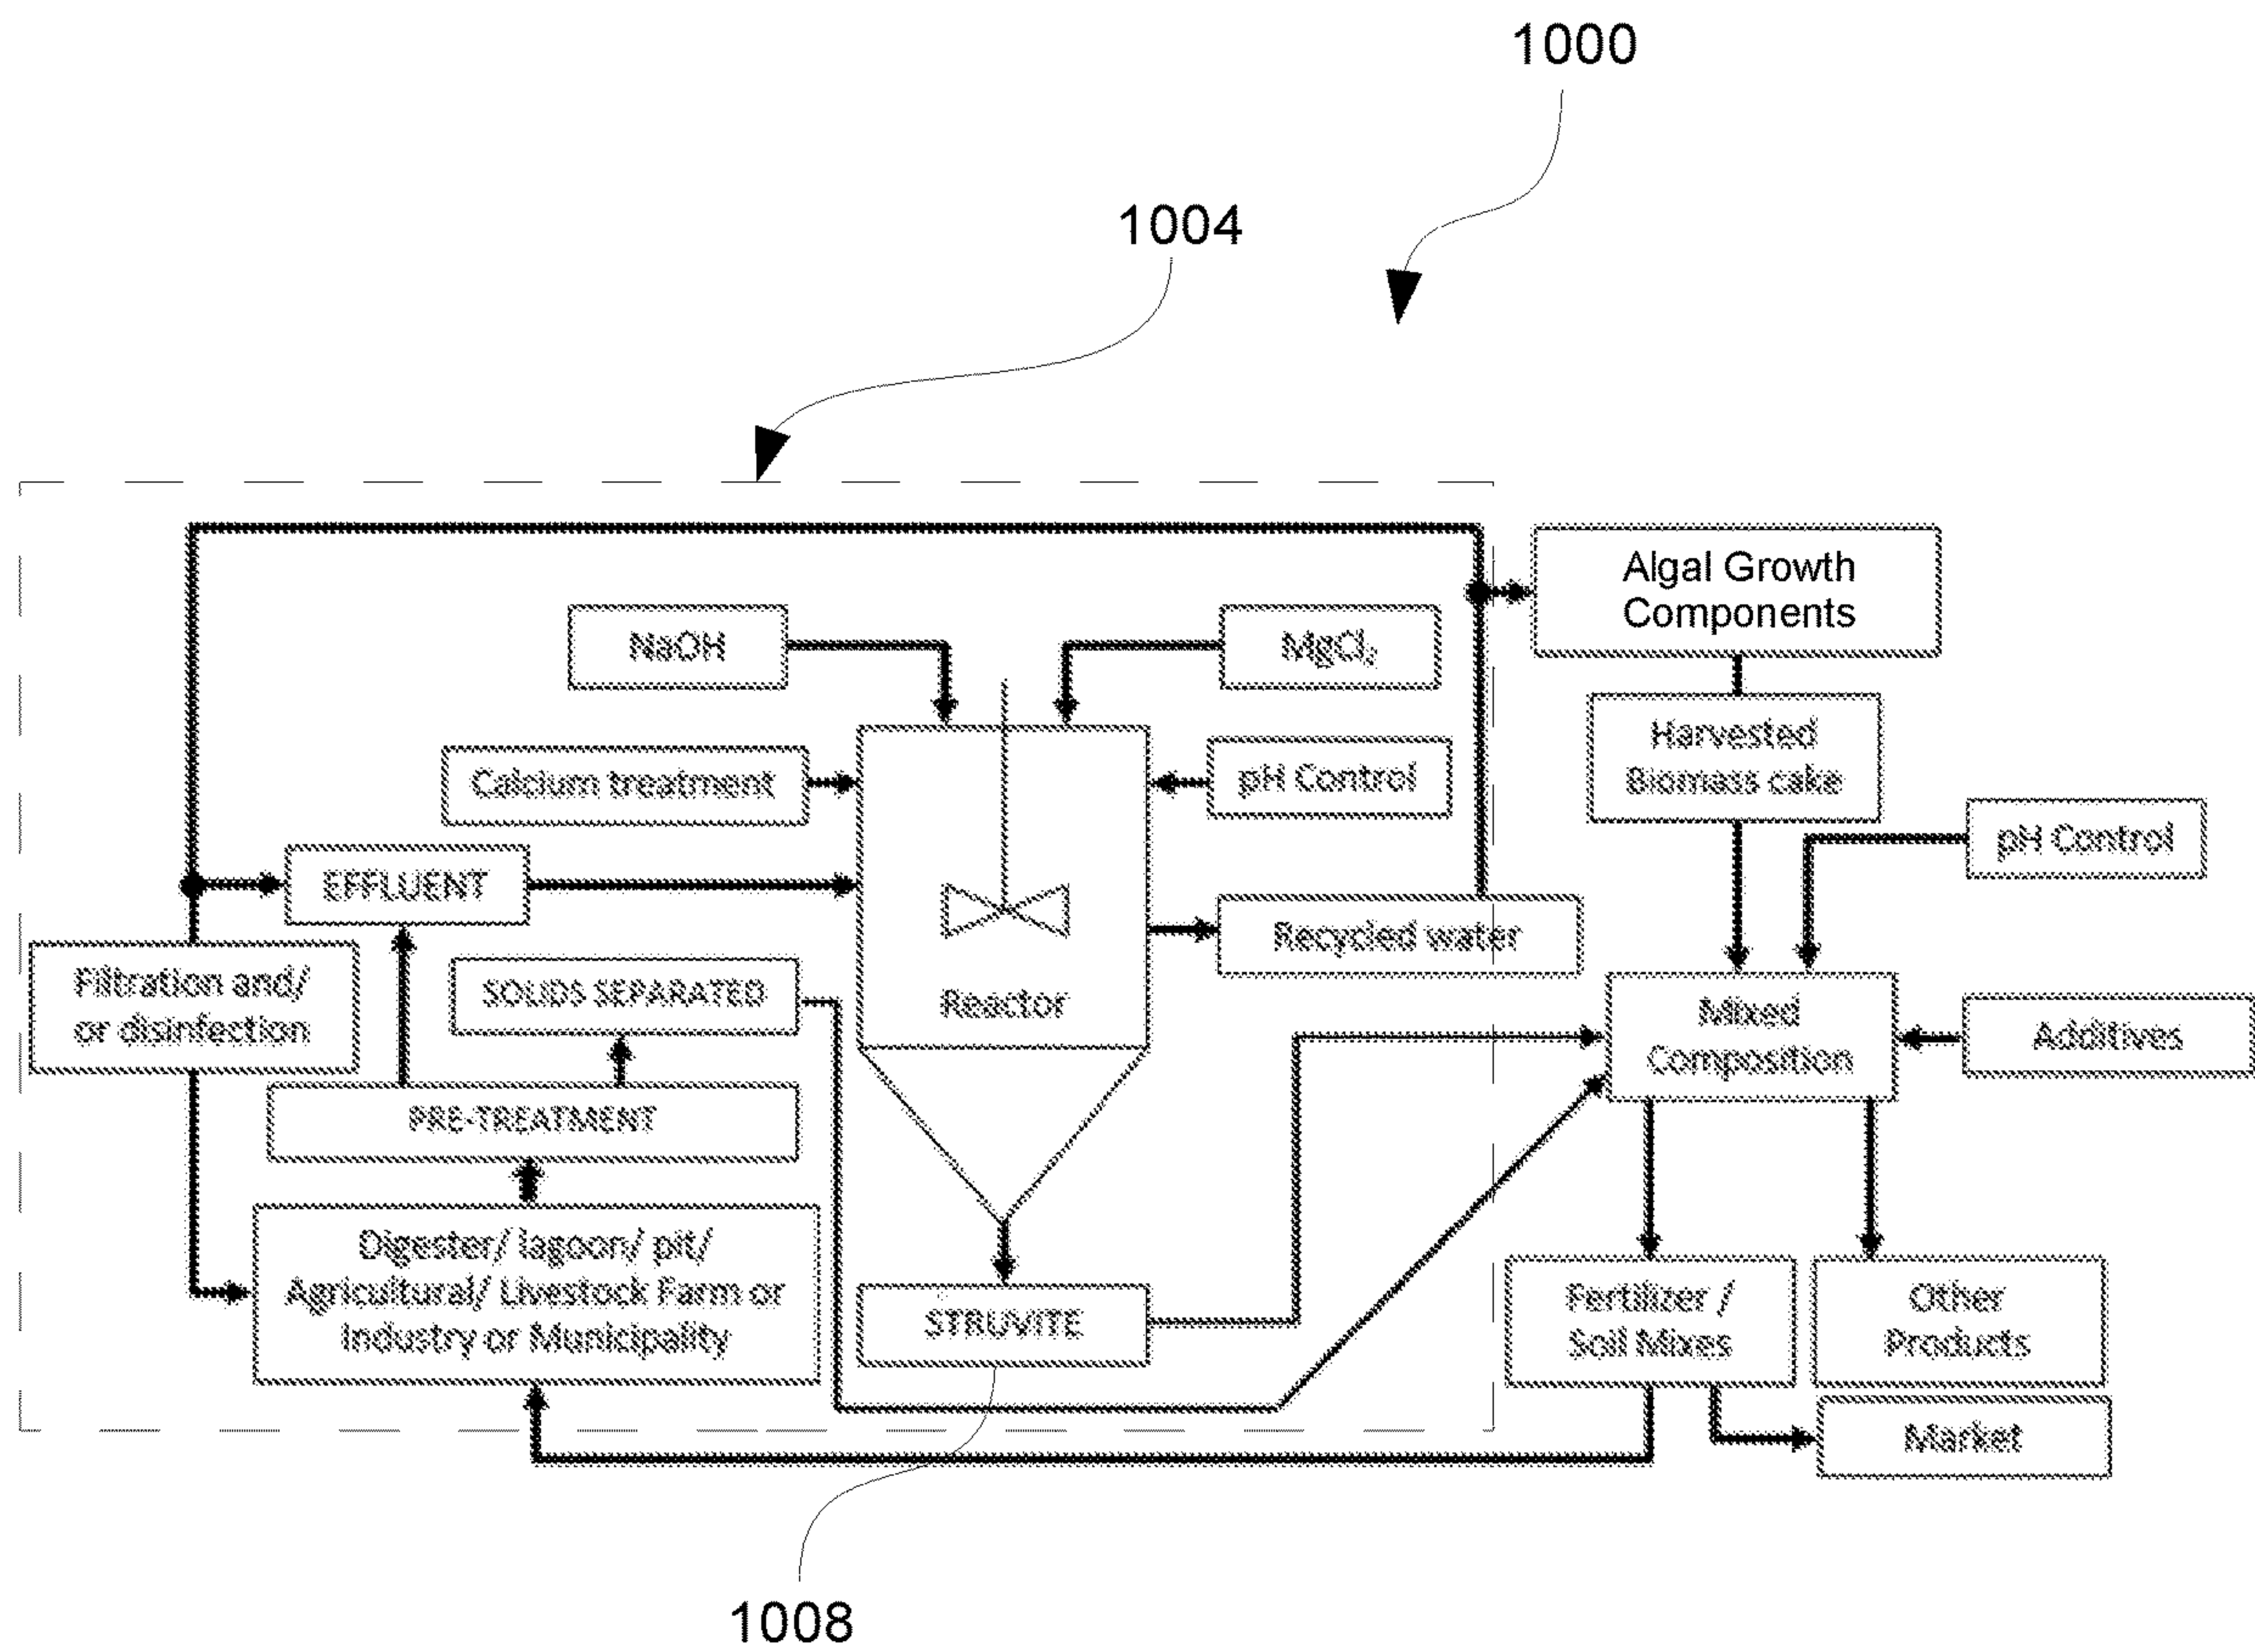 1000
1004
Algal Growth
Components
NaOH
MgCl₂
Harvested
Biomass cake
Calcium treatment
pH Control
pH Control
EFFLUENT
Recycled water
Filtration and/
or disinfection
SOLIDS SEPARATED
Reactor
Mixed
Composition
Additives
PRE-TREATMENT
Digester/ lagoon/ pit/
Agricultural/ Livestock Farm or
Industry or Municipality
STRUVITE
Fertilizer /
Soil Mixes
Other
Products
Market
1008